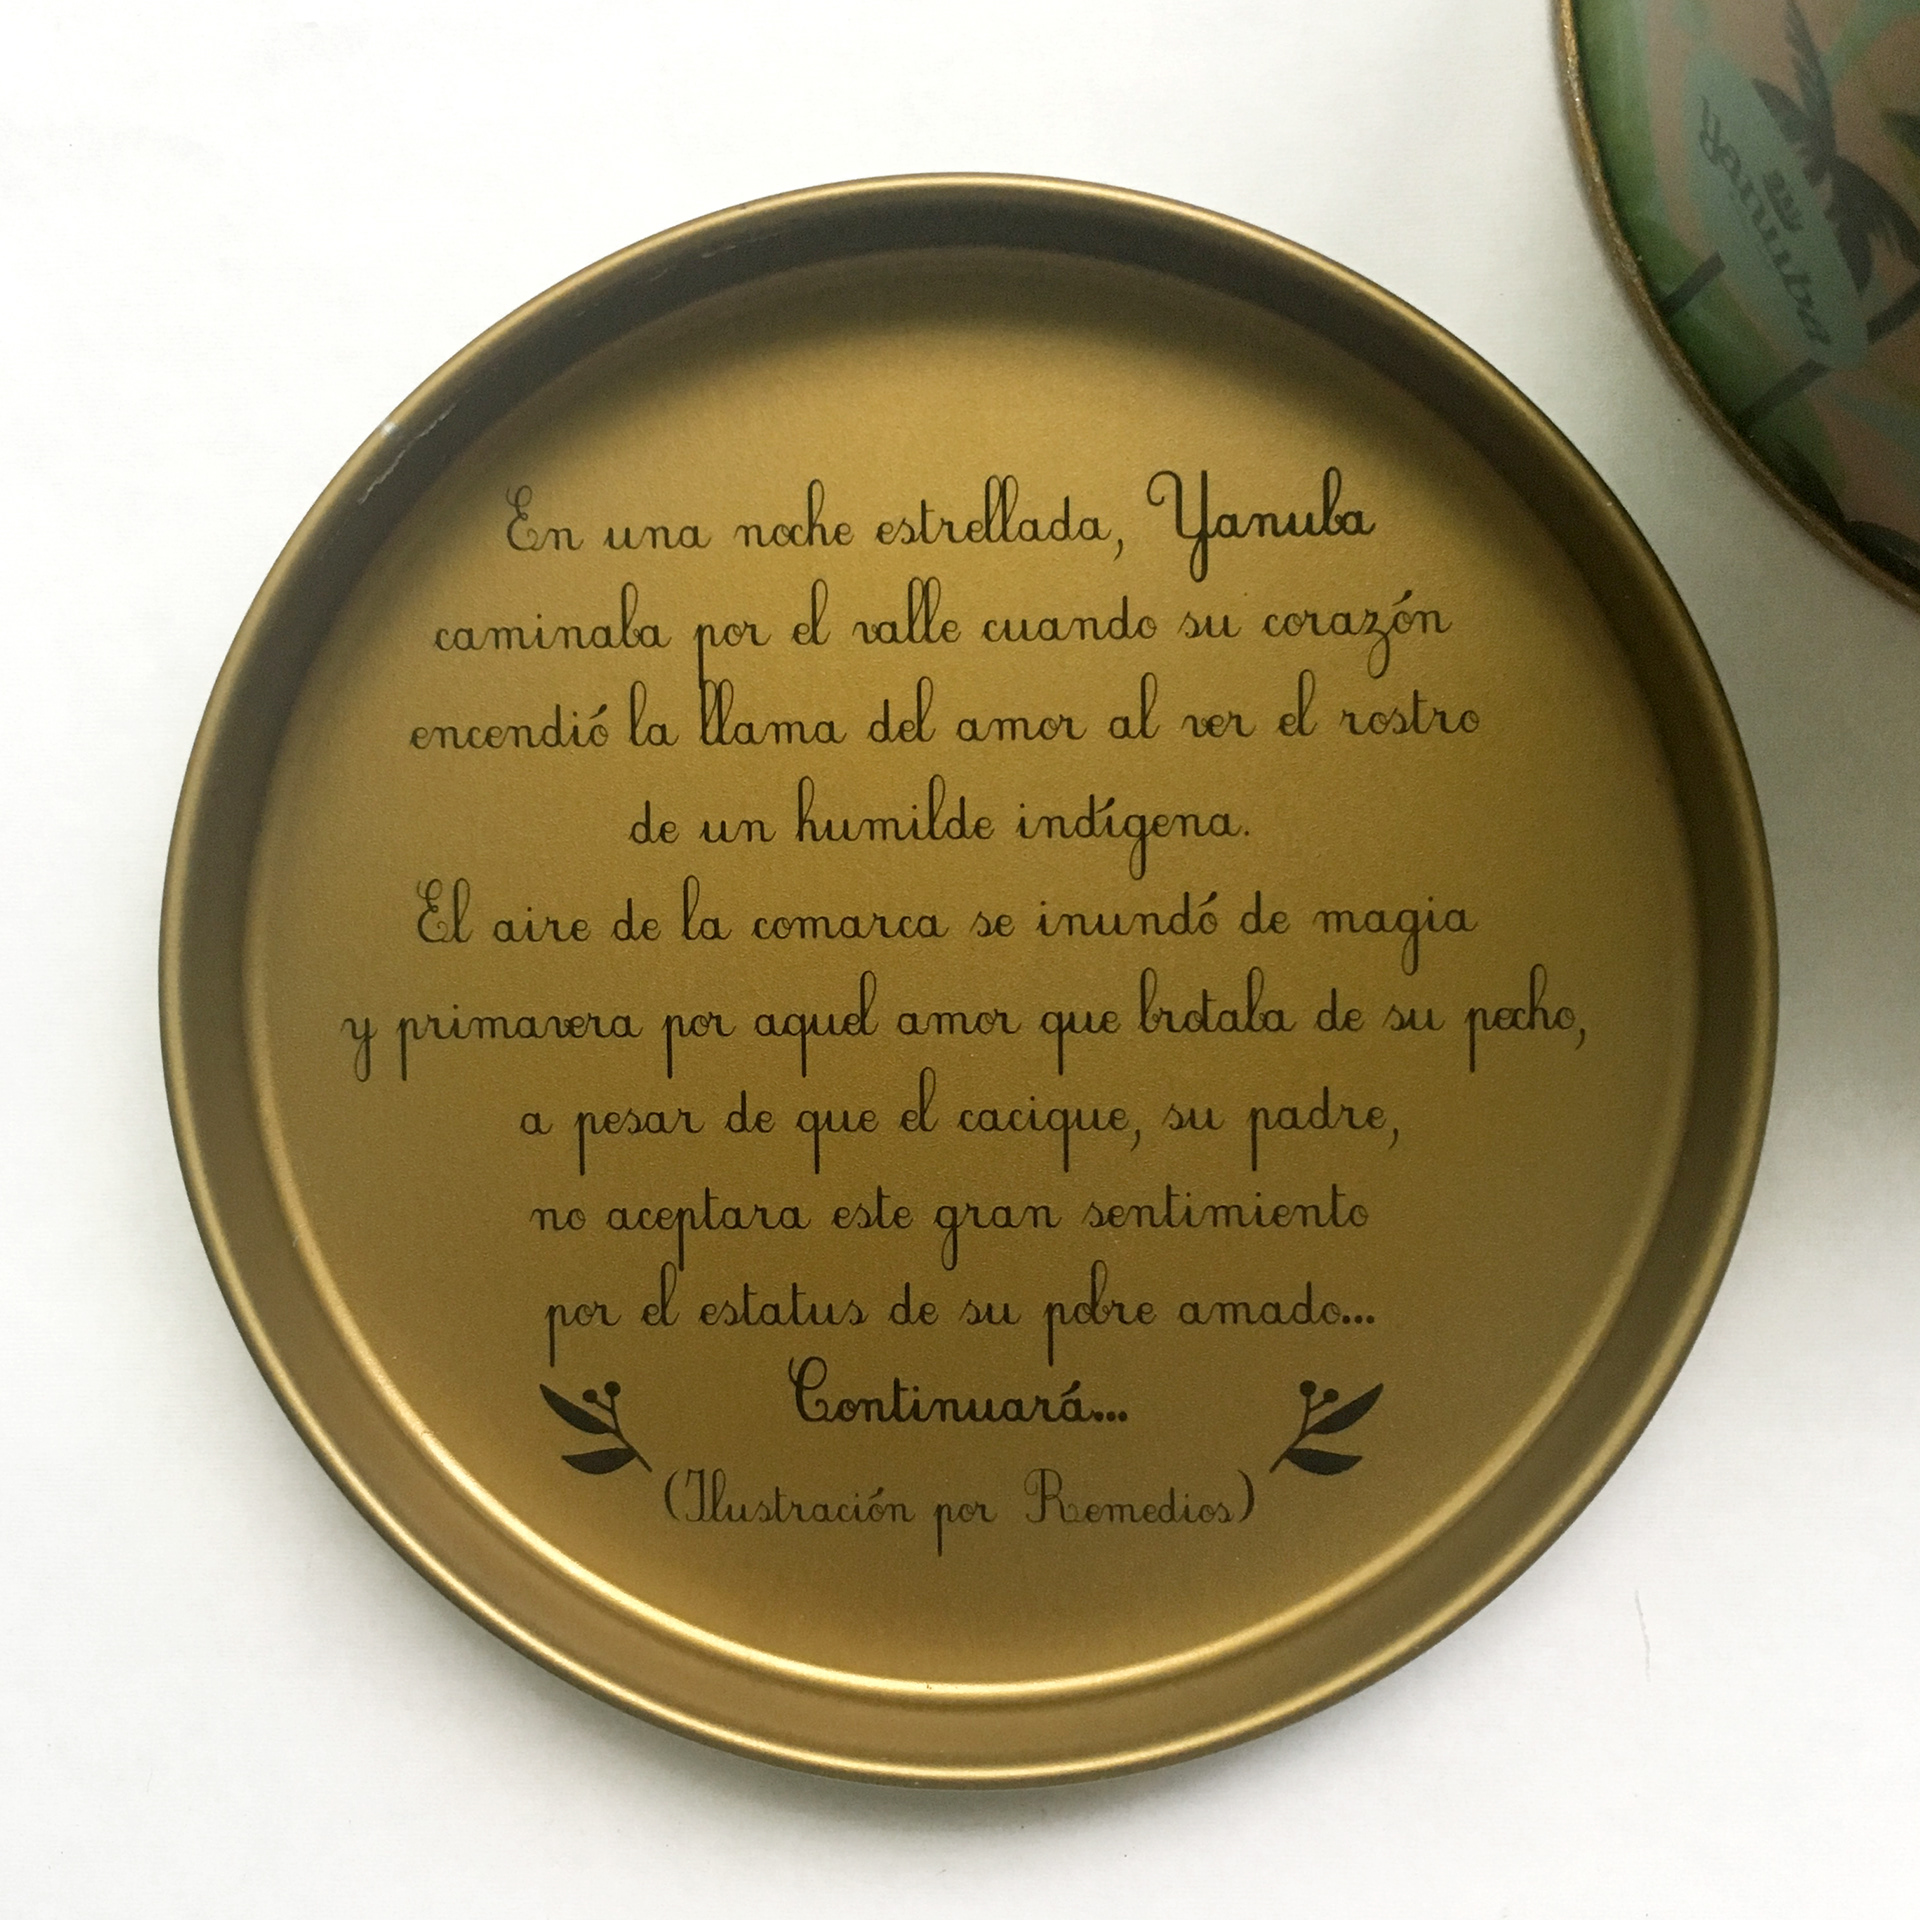 En una noche estrellada, Yanuba
caminaba por el valle cuando su corazón
encendió la llama del amor al ver el rostro
de un humilde indígena.
El aire de la comarca se inundó de magia
y primavera por aquel amor que brotaba de su pecho,
a pesar de que el cacique, su padre,
no aceptara este gran sentimiento
por el estatus de su pobre amado...
Continuará...
(Ilustración por Remedios)